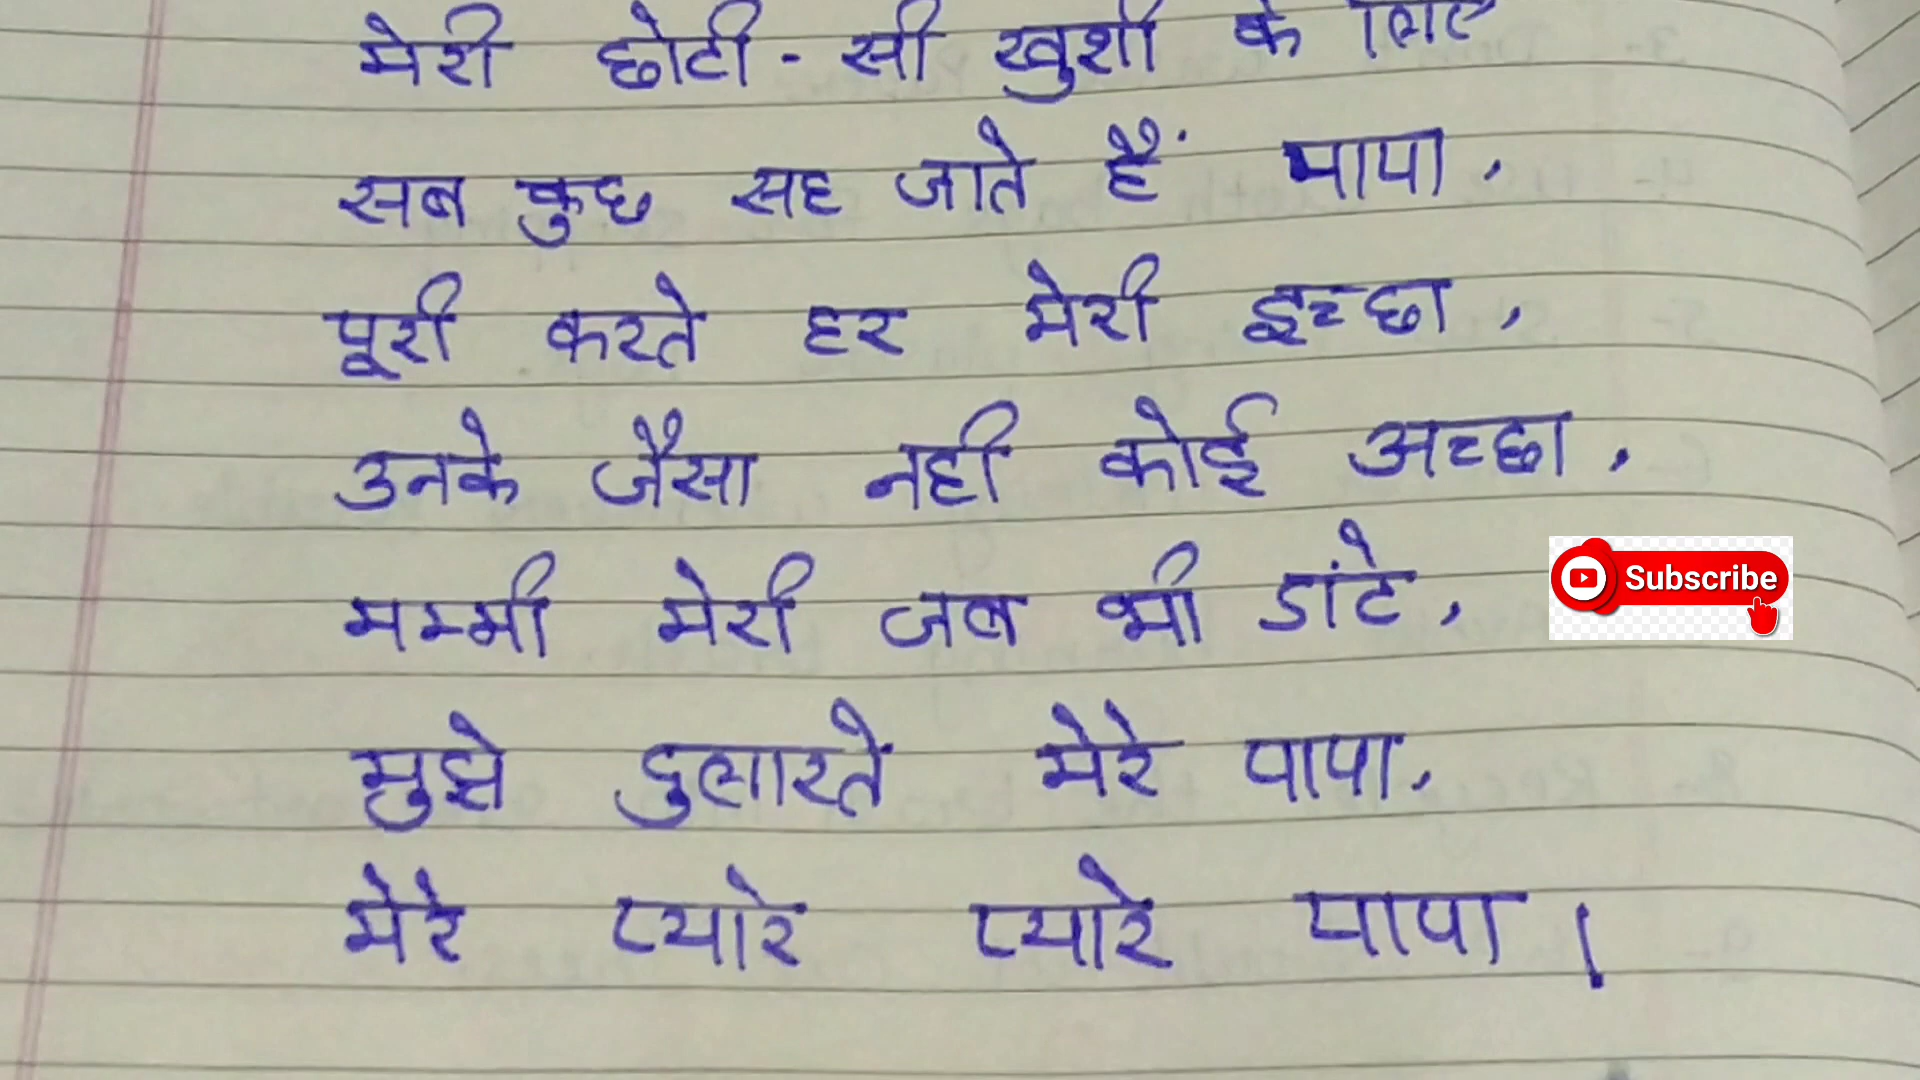 मेरी छोटी - सी खुशी के लिए
सब कुछ सह जाते हैं पापा,
पूरी करते हर मेरी इच्छा,
उनके जैसा नही कोई अच्छा,
मम्मी मेरी जब भी डांटे,
Subscribe
मुझे दुलारते मेरे पापा,
मेरे प्यारे प्यारे पापा।